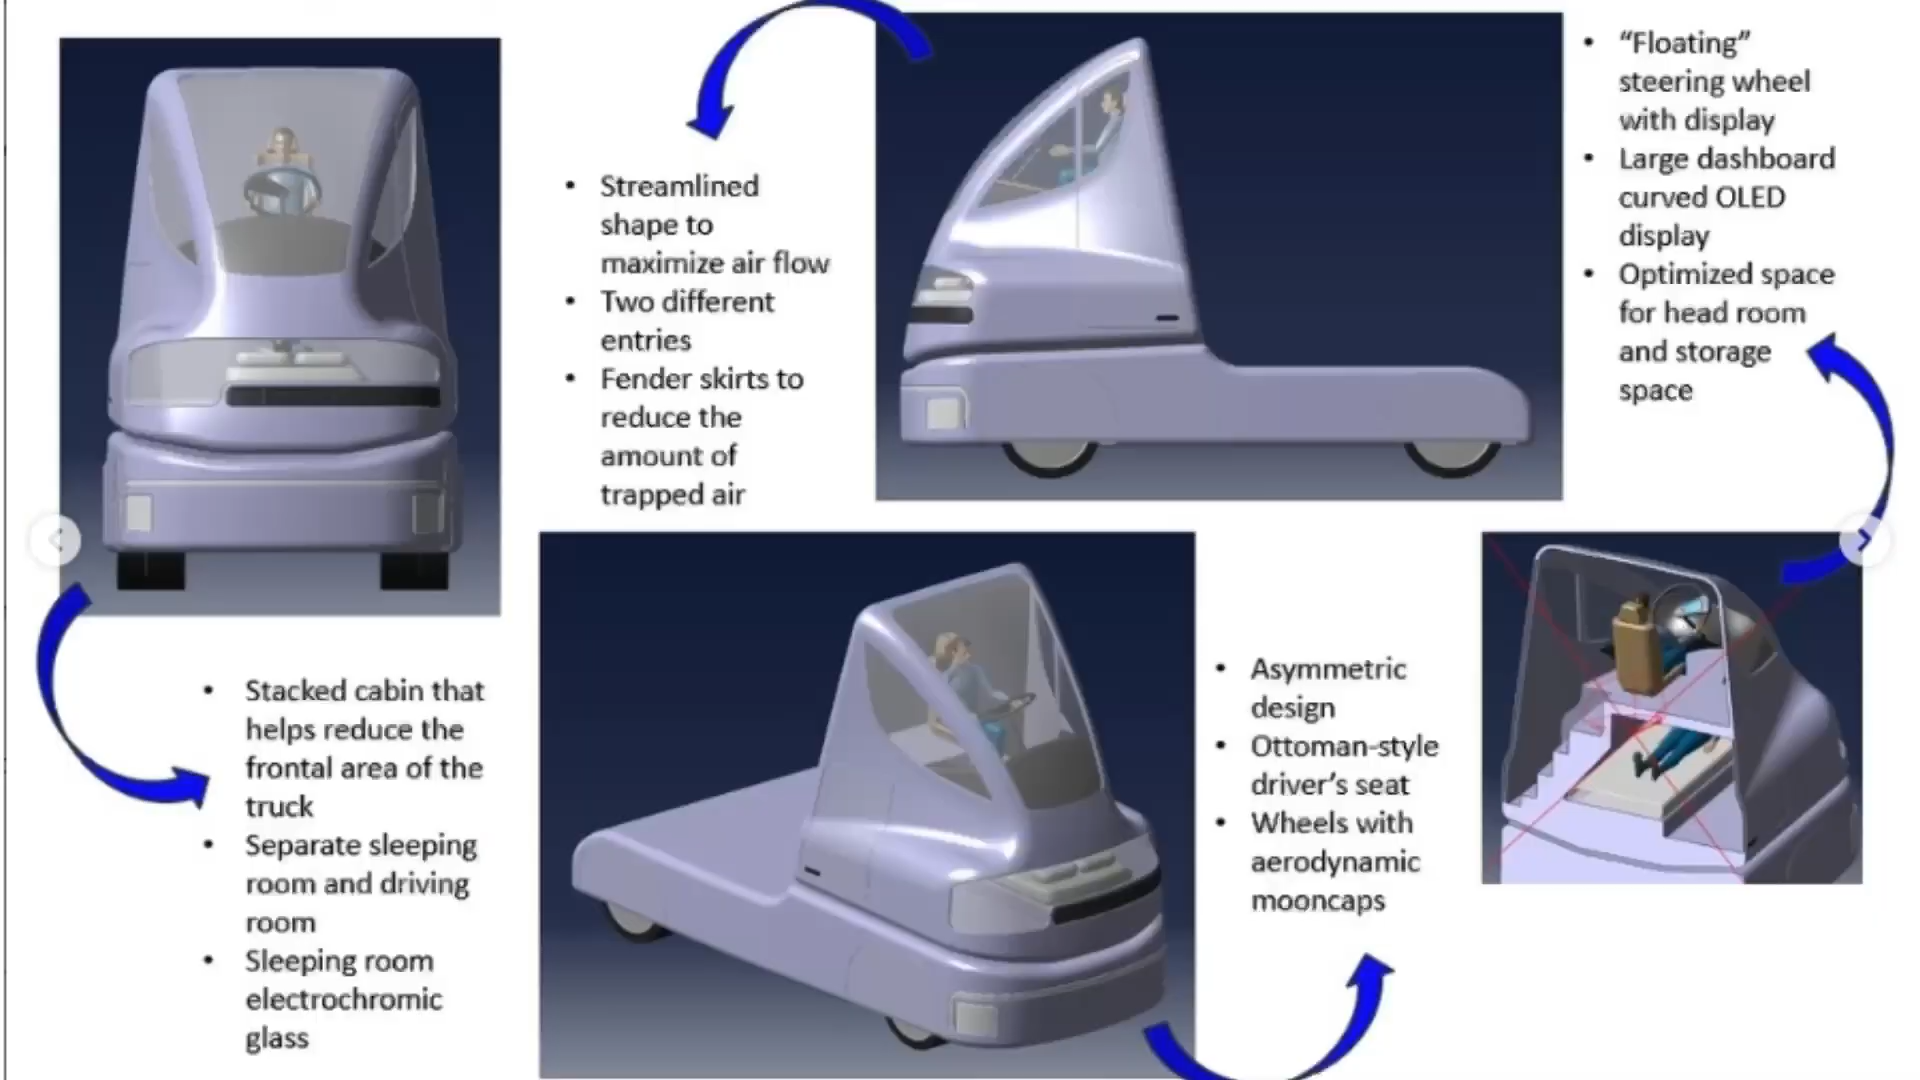 Streamlined
shape to
maximize air flow
Two different
entries
Fender skirts to
reduce the
amount of
trapped air
“Floating”
steering wheel
with display
Large dashboard
curved OLED
display
Optimized space
for head room
and storage
space
Stacked cabin that
helps reduce the
frontal area of the
truck
Separate sleeping
room and driving
room
Sleeping room
electrochromic
glass
Asymmetric
design
Ottoman-style
driver’s seat
Wheels with
aerodynamic
mooncaps